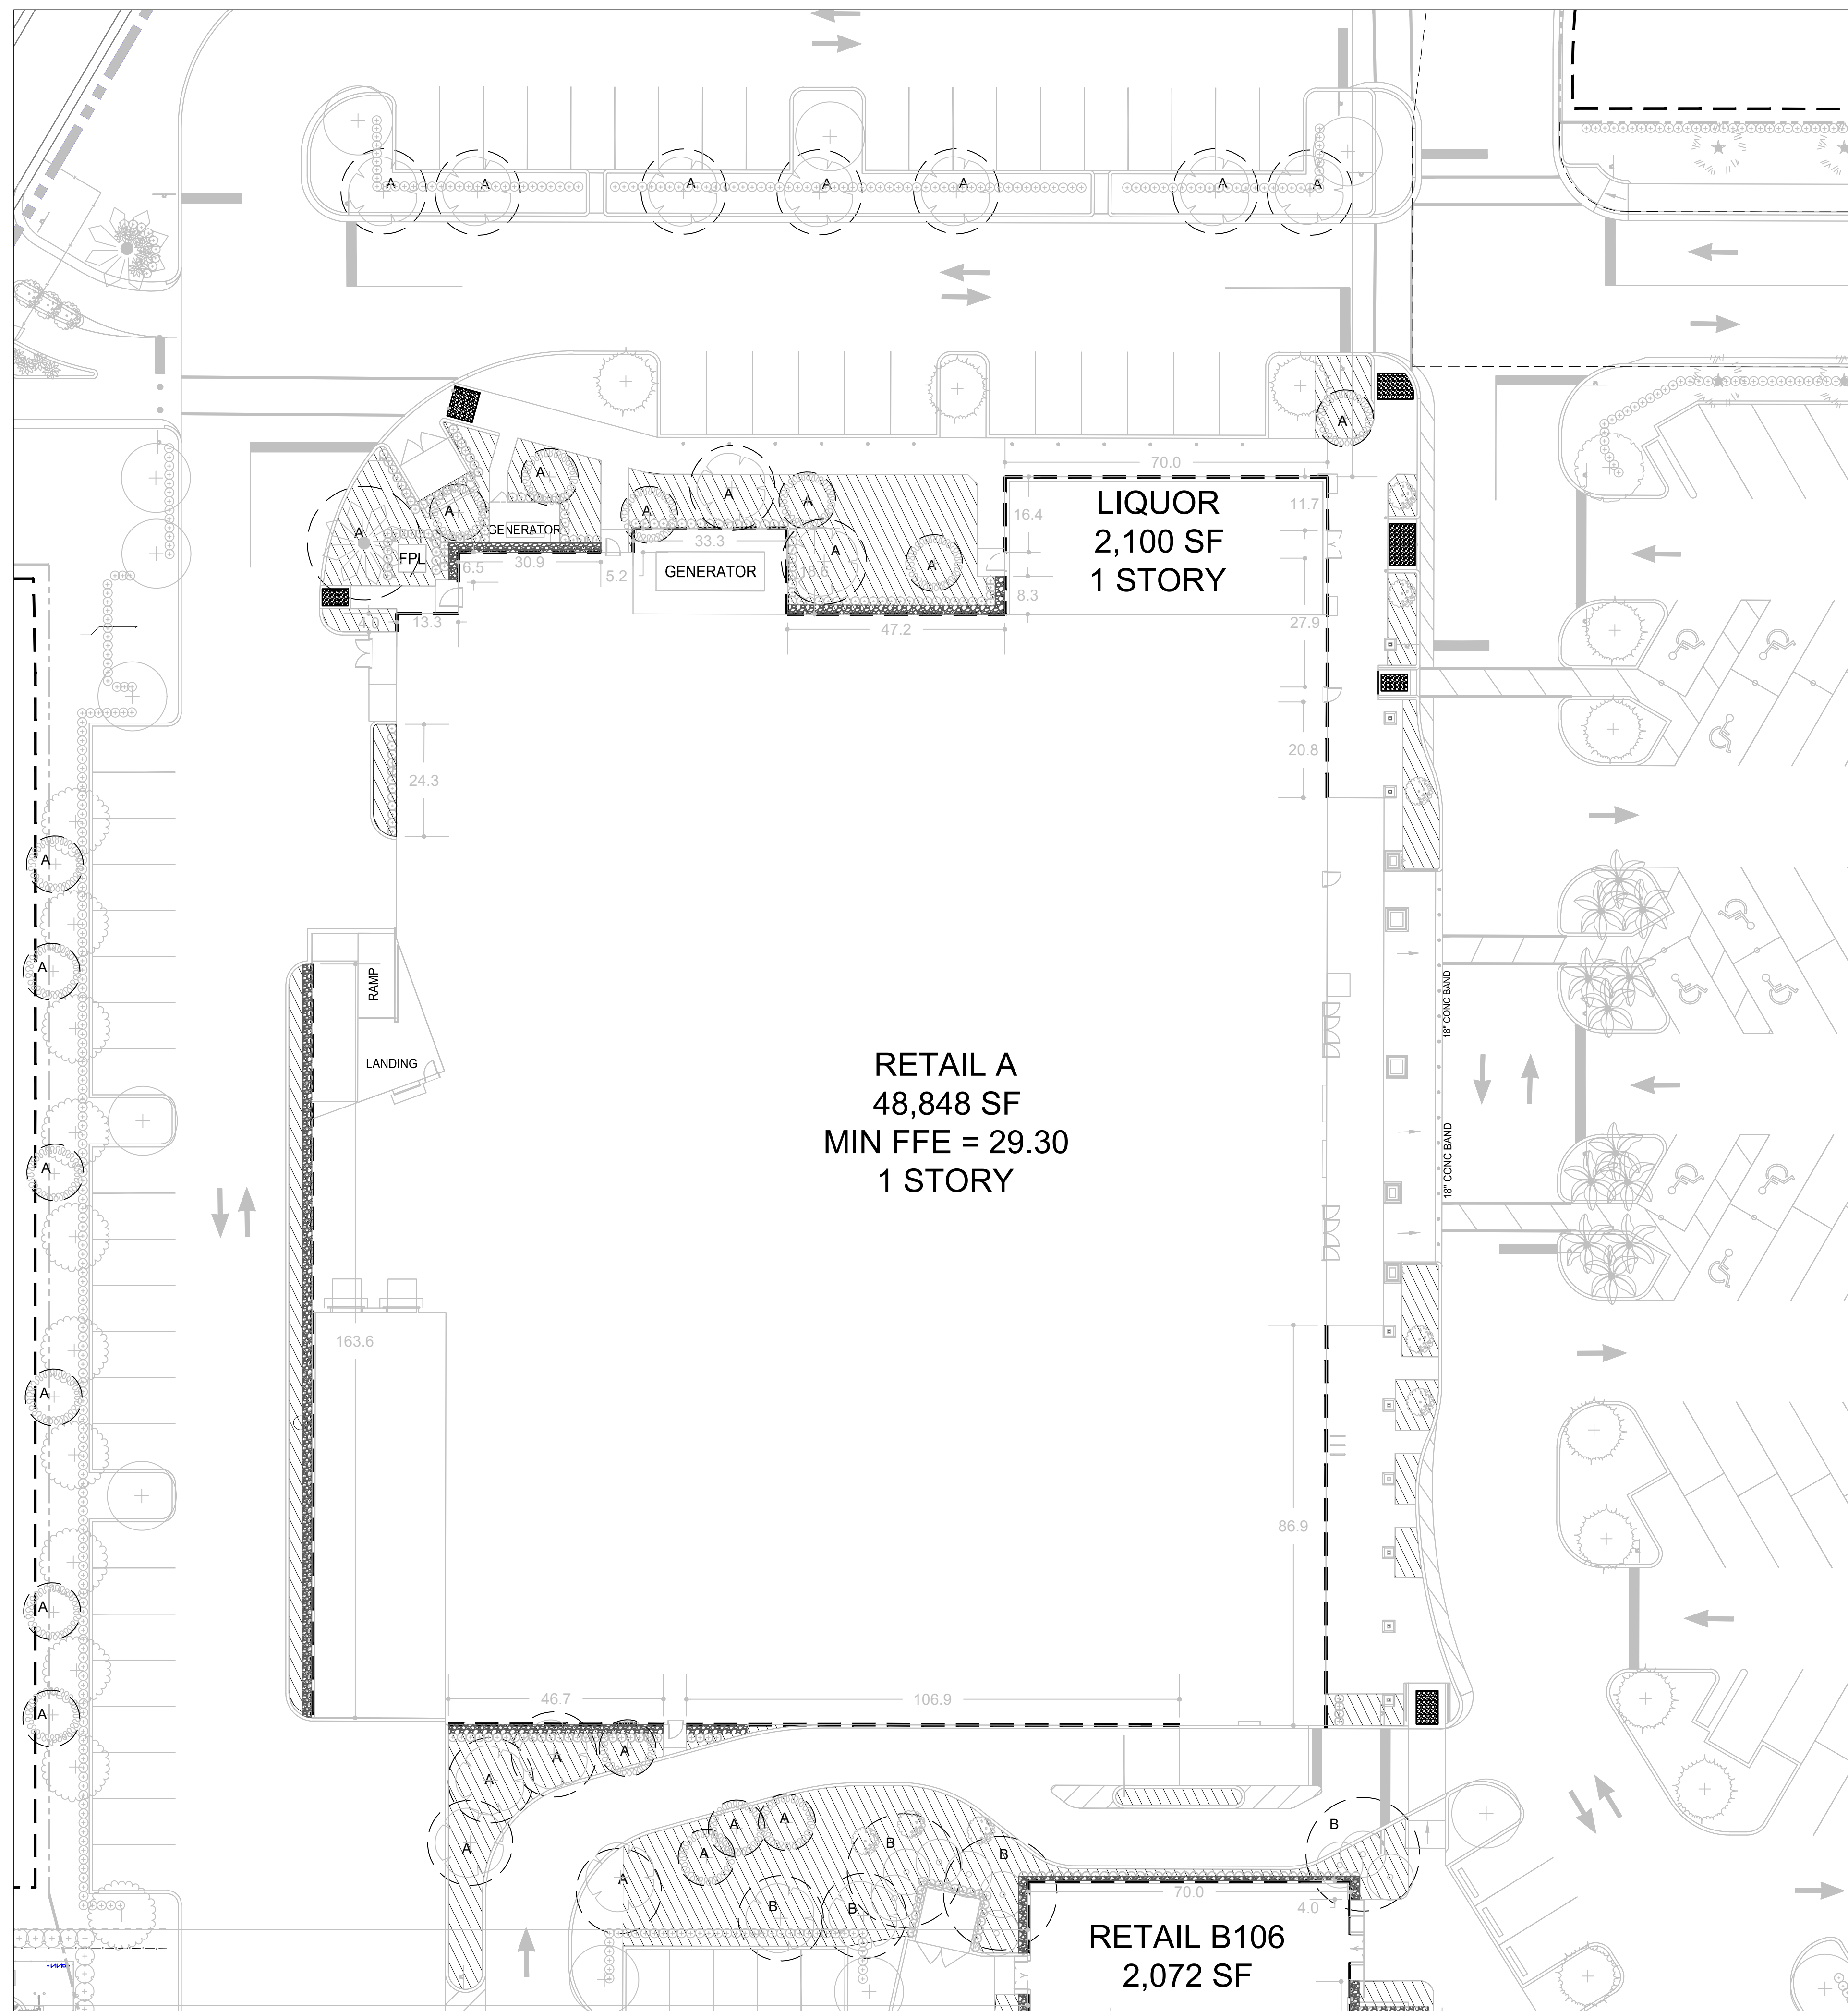 A
A
A
A
A
A
A
A
70.0
A
LIQUOR
2,100 SF
1 STORY
11.7
16.4
A
A
A
A
A
GENERATOR
33.3
A
A
A
FPL
6.5
30.9
5.2
GENERATOR
8.3
4.0
13.3
47.2
27.9
20.8
24.3
A
A
RAMP
18" CONC BAND
LANDING
RETAIL A
48,848 SF
MIN FFE = 29.30
1 STORY
A
18" CONC BAND
163.6
A
86.9
A
A
46.7
106.9
A
A
A
A
A
A
A
A
B
B
B
A
B
B
70.0
4.0
RETAIL B106
2,072 SF